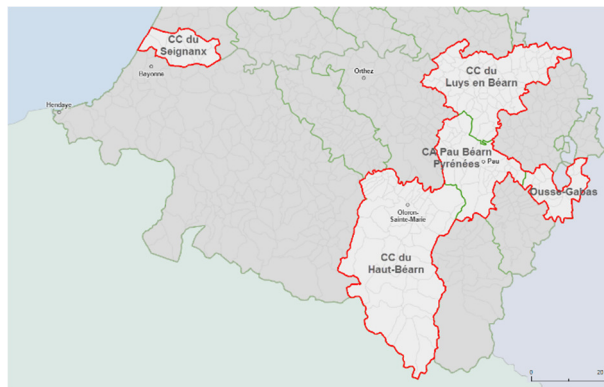 CC du
Seignanx
Bayonne
Hendaye
Orthez
CC du
Luys en Béarn
CA Pau Béarn
Pyrénées
Pau
Ousse-Gabas
Oloron-
Sainte-Marie
CC du
Haut-Béarn
0
20